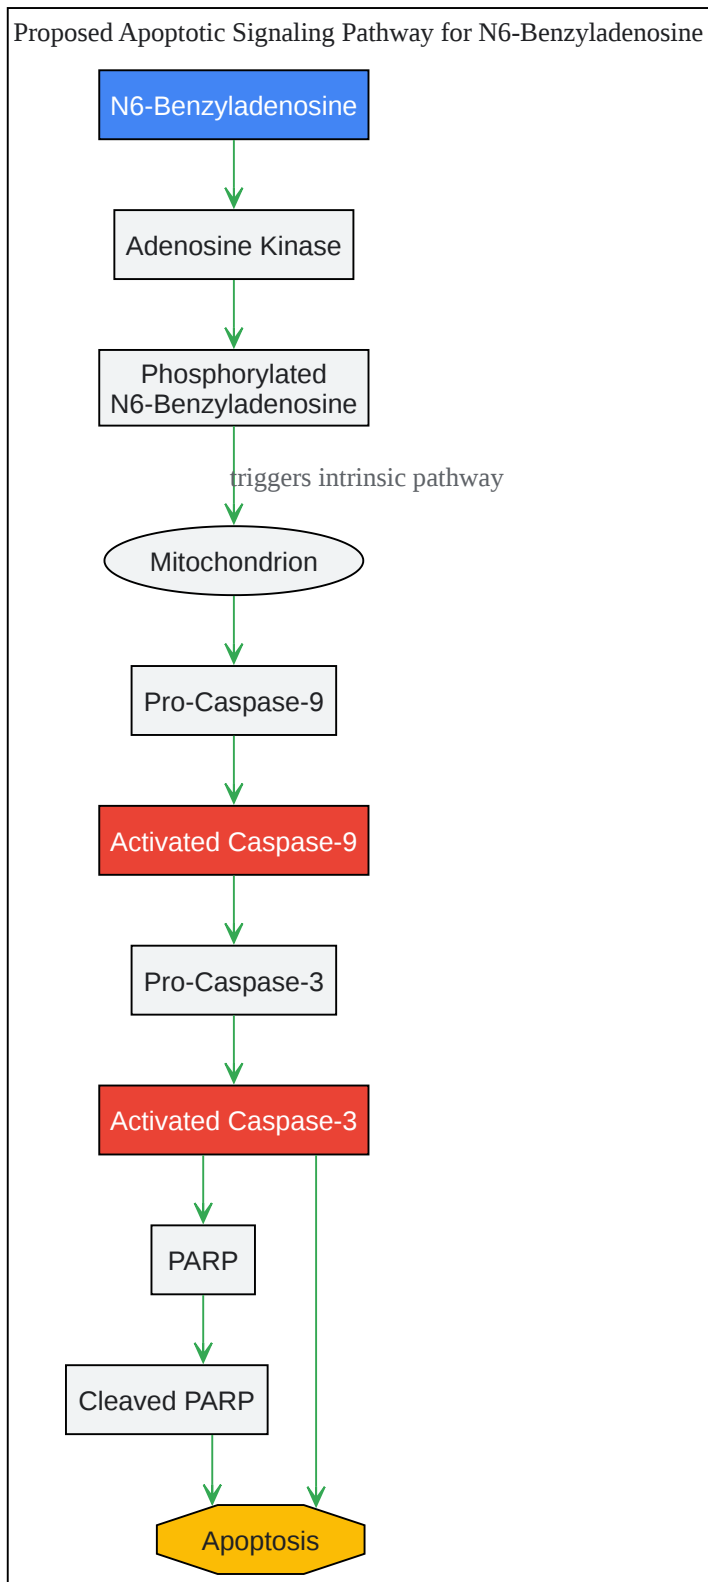 Proposed Apoptotic Signaling Pathway for N6-Benzyladenosine
N6-Benzyladenosine
Adenosine Kinase
Phosphorylated
N6-Benzyladenosine
triggers intrinsic pathway
Mitochondrion
Pro-Caspase-9
Activated Caspase-9
Pro-Caspase-3
Activated Caspase-3
PARP
Cleaved PARP
Apoptosis